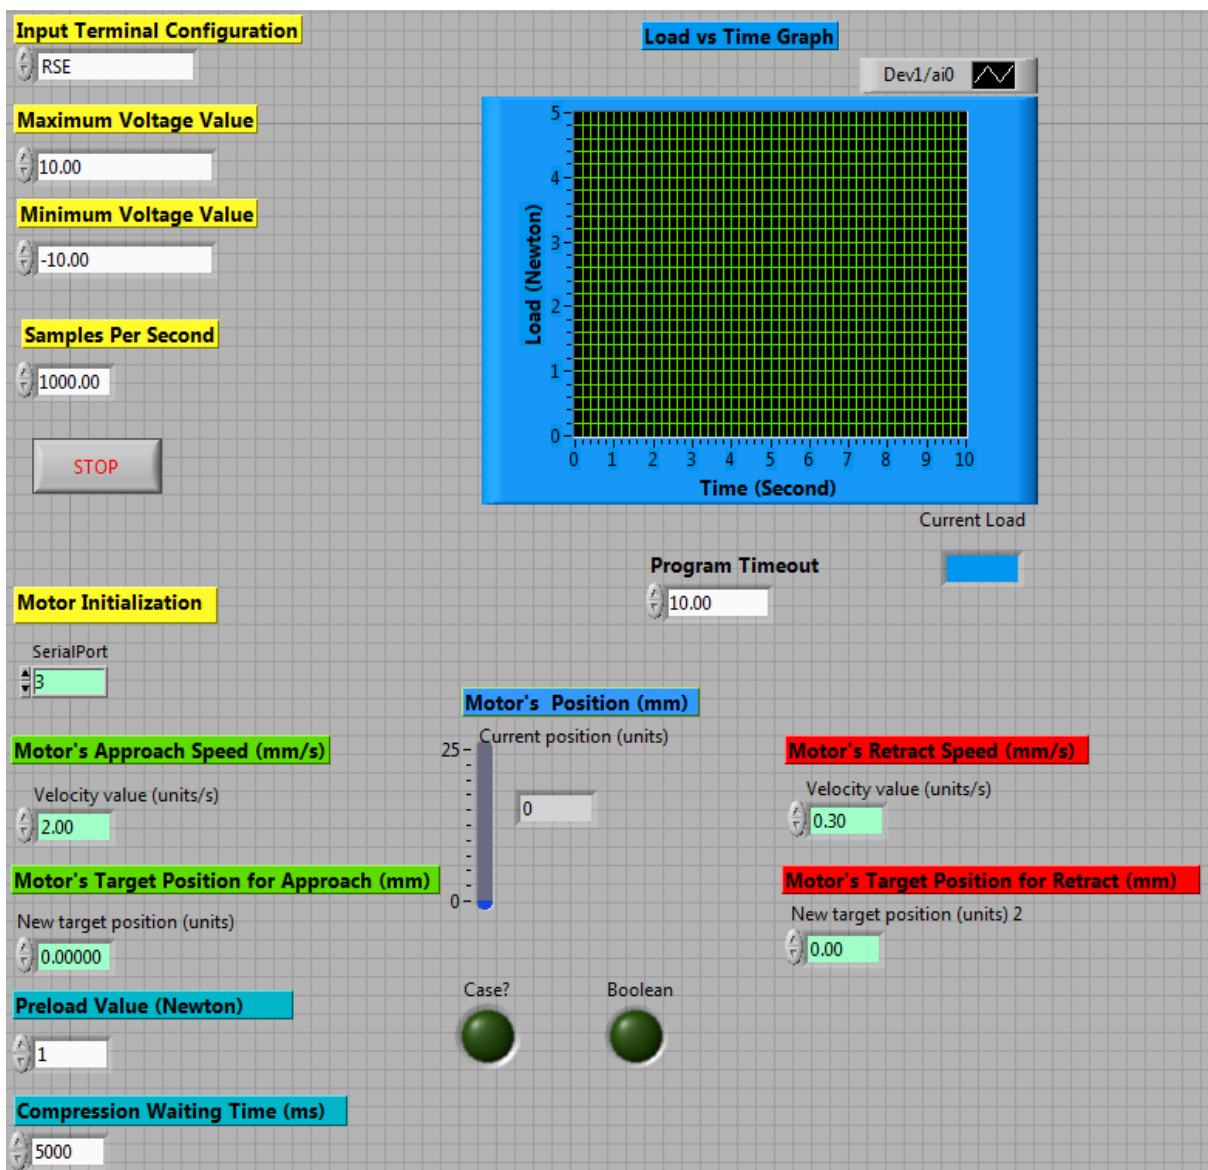 Input Terminal Configuration
RSE
Maximum Voltage Value
10.00
Minimum Voltage Value
-10.00
Samples Per Second
1000.00
STOP
Load vs Time Graph
Dev1/ai0
Load (Newton)
5
4
3
2
1
0
0 1 2 3 4 5 6 7 8 9 10
Time (Second)
Current Load
Program Timeout
10.00
Motor Initialization
SerialPort
3
Motor's Approach Speed (mm/s)
Velocity value (units/s)
2.00
Motor's Target Position for Approach (mm)
New target position (units)
0.00000
Preload Value (Newton)
1
Compression Waiting Time (ms)
5000
Motor's  Position (mm)
Current position (units)
25
0
0
Case?
Boolean
Motor's Retract Speed (mm/s)
Velocity value (units/s)
0.30
Motor's Target Position for Retract (mm)
New target position (units) 2
0.00